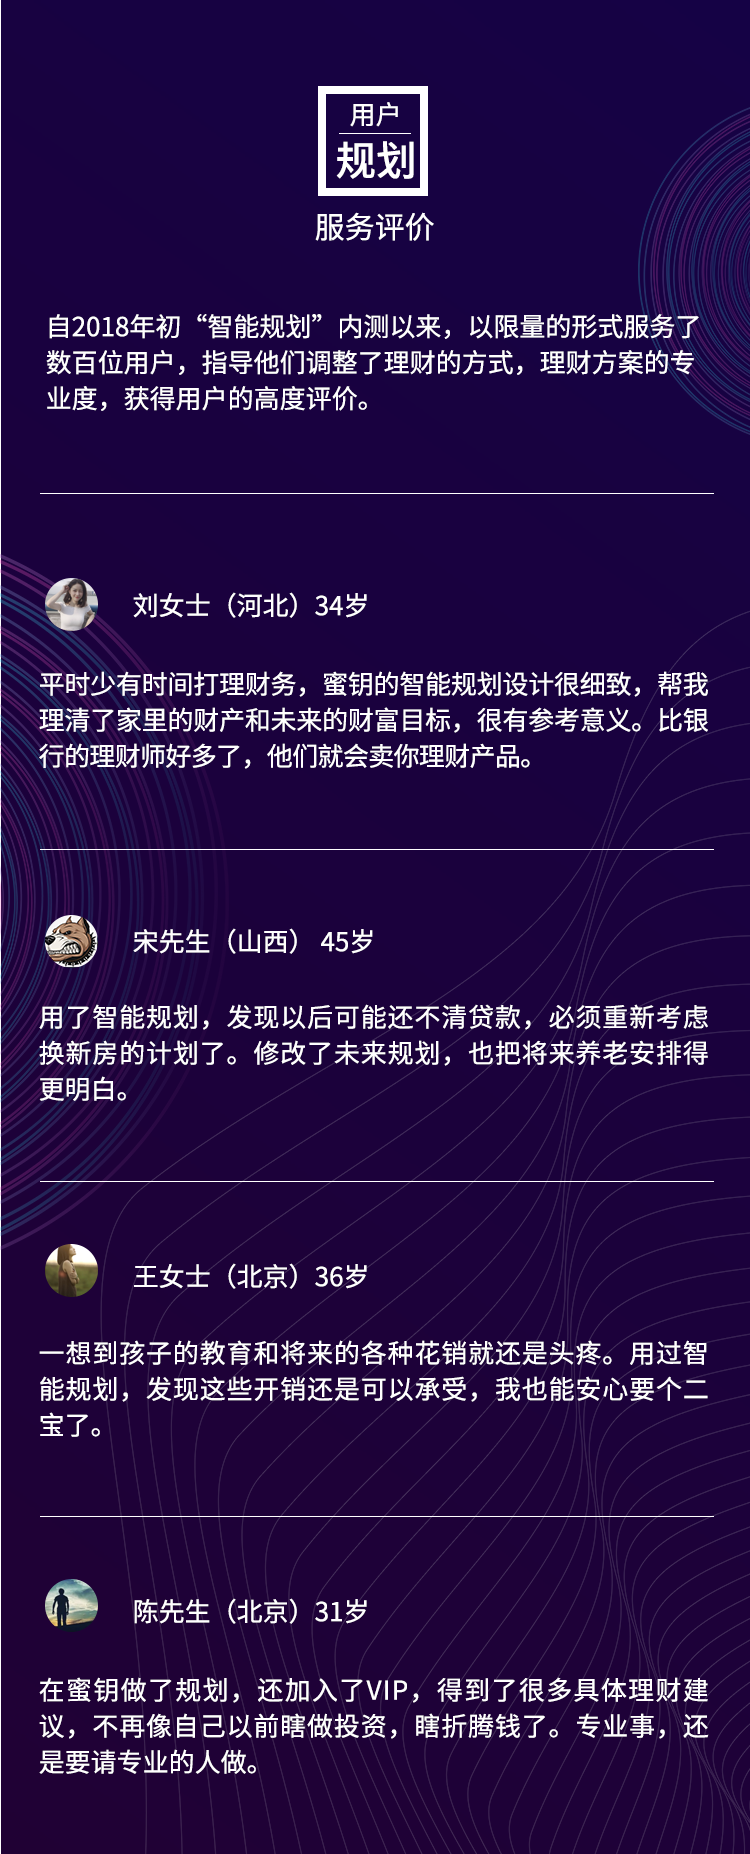 用户
规划
服务评价
自2018年初“智能规划”内测以来，以限量的形式服务了
数百位用户，指导他们调整了理财的方式，理财方案的专
业度，获得用户的高度评价。
刘女士（河北）34岁
平时少有时间打理财务，蜜钥的智能规划设计很细致，帮我
理清了家里的财产和未来的财富目标，很有参考意义。比银
行的理财师好多了，他们就会卖你理财产品。
宋先生（山西） 45岁
用了智能规划，发现以后可能还不清贷款，必须重新考虑
换新房的计划了。修改了未来规划，也把将来养老安排得
更明白。
王女士（北京）36岁
一想到孩子的教育和将来的各种花销就还是头疼。用过智
能规划，发现这些开销还是可以承受，我也能安心要个二
宝了。
陈先生（北京）31岁
在蜜钥做了规划，还加入了VIP，得到了很多具体理财建
议，不再像自己以前瞎做投资，瞎折腾钱了。专业事，还
是要请专业的人做。